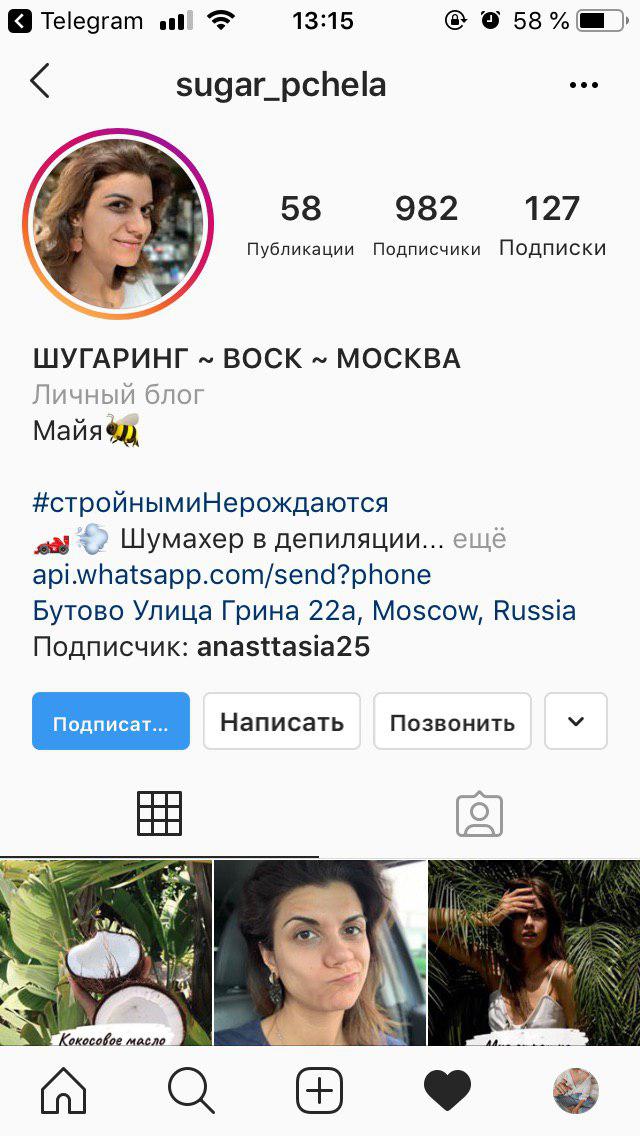 Telegram 13:15 58 %
sugar_pchela
58 982 127
Публикации Подписчики Подписки
ШУГАРИНГ ~ ВОСК ~ МОСКВА
Личный блог
Майя
#стройнымиНерождаются
Шумахер в депиляции... ещё
api.whatsapp.com/send?phone
Бутово Улица Грина 22а, Moscow, Russia
Подписчик: anasttasia25
Подписат... Написать Позвонить
Кокосовое масло